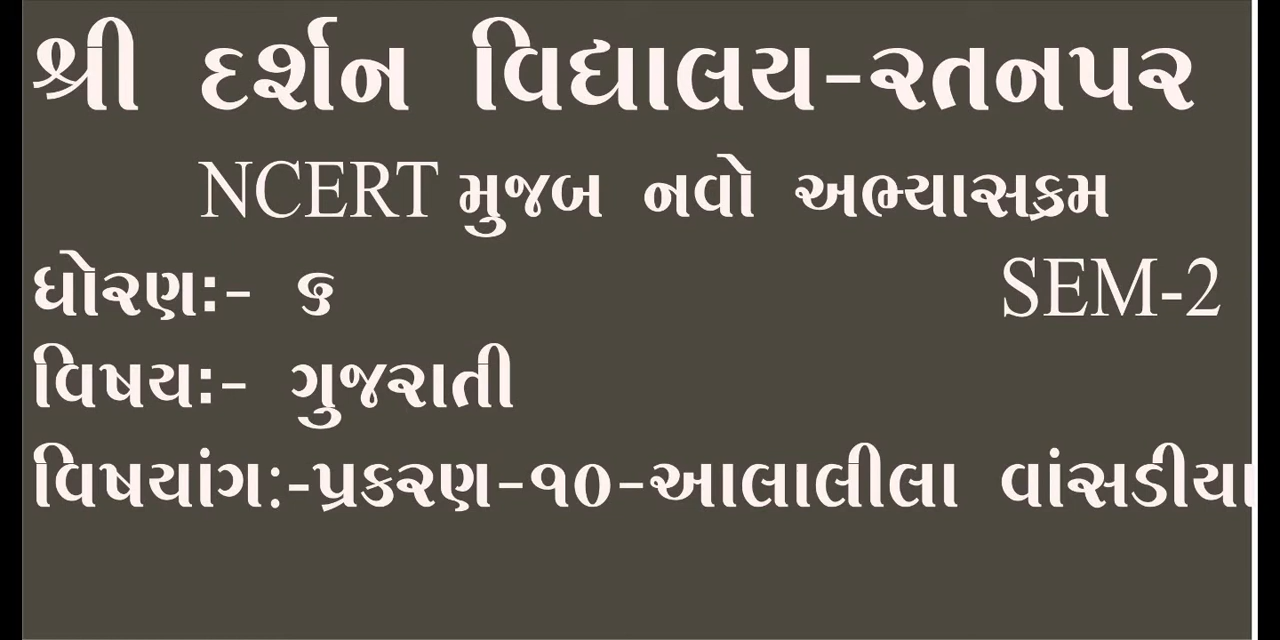 શ્રી દર્શન વિદ્યાલય-રતનપર
NCERT મુજબ નવો અભ્યાસક્રમ
ધોરણઃ- ૬
SEM-2
વિષયઃ- ગુજરાતી
વિષયાંગ:-પ્રકરણ-૧૦-આલાલીલા વાંસડીયા